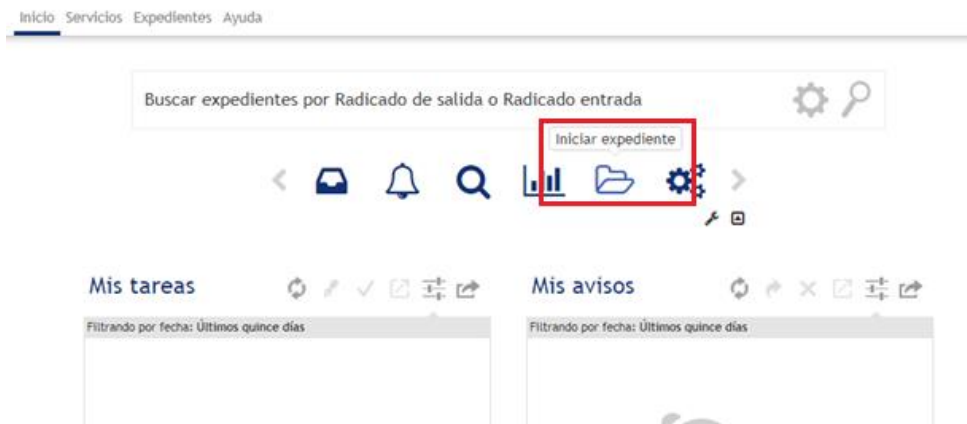 Inicio Servicios Expedientes Ayuda
Buscar expedientes por Radicado de salida o Radicado entrada
Iniciar expediente
Mis tareas
Mis avisos
Filtrando por fecha: Últimos quince días
Filtrando por fecha: Últimos quince días